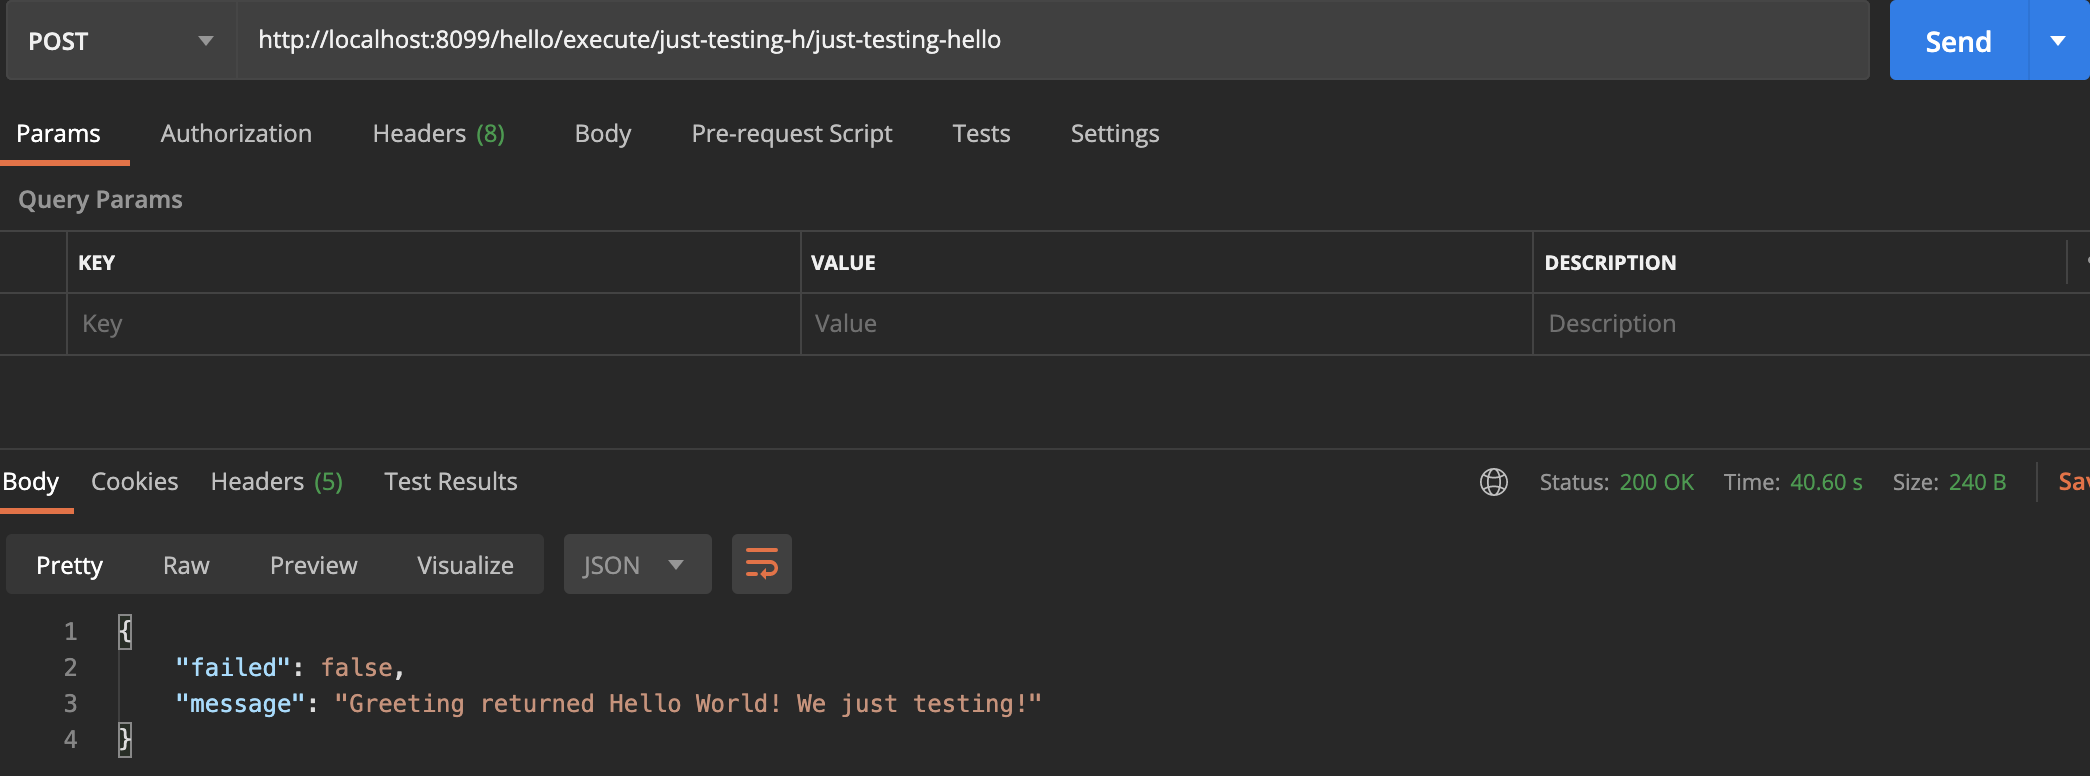 POST http://localhost:8099/hello/execute/just-testing-h/just-testing-hello Send
Params Authorization Headers (8) Body Pre-request Script Tests Settings
Query Params
KEY VALUE DESCRIPTION
Key Value Description
Body Cookies Headers (5) Test Results Status: 200 OK Time: 40.60 s Size: 240 B
Pretty Raw Preview Visualize JSON
1 {
2 "failed": false,
3 "message": "Greeting returned Hello World! We just testing!"
4 }